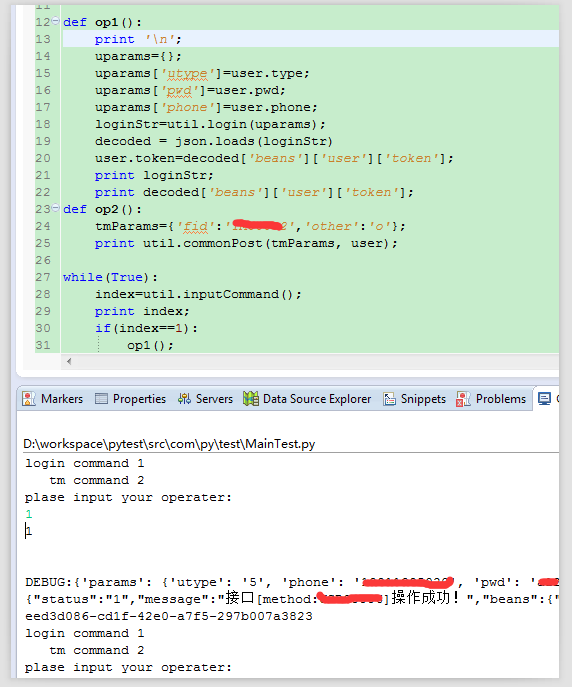 11
12 def op1():
13     print '\n';
14     uparams={};
15     uparams['utype']=user.type;
16     uparams['pwd']=user.pwd;
17     uparams['phone']=user.phone;
18     loginStr=util.login(uparams);
19     decoded = json.loads(loginStr)
20     user.token=decoded['beans']['user']['token'];
21     print loginStr;
22     print decoded['beans']['user']['token'];
23 def op2():
24     tmParams={'fid':' 2','other':'o'};
25     print util.commonPost(tmParams, user);
26
27 while(True):
28     index=util.inputCommand();
29     print index;
30     if(index==1):
31         op1();
Markers Properties Servers Data Source Explorer Snippets Problems
D:\workspace\pytest\src\com\py\test\MainTest.py
login command 1
   tm command 2
plase input your operater:
1
1
DEBUG:{'params': {'utype': '5', 'phone': ' ', 'pwd': '
{"status":"1","message":"接口[method: ]操作成功！","beans":{"
eed3d086-cd1f-42e0-a7f5-297b007a3823
login command 1
   tm command 2
plase input your operater: